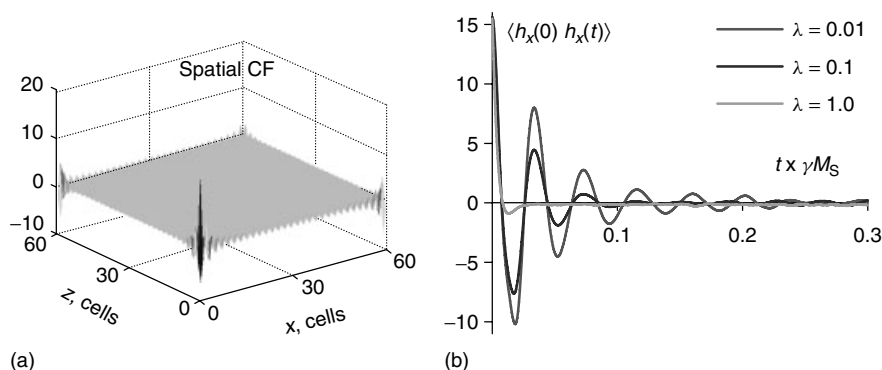 20
10
0
−10
60
30
0
z, cells
0
30
60
x, cells
Spatial CF
(a)
15
10
5
0
−5
−10
0.1
0.2
0.3
⟨hx(0) hx(t)⟩
λ = 0.01
λ = 0.1
λ = 1.0
t x γMS
(b)